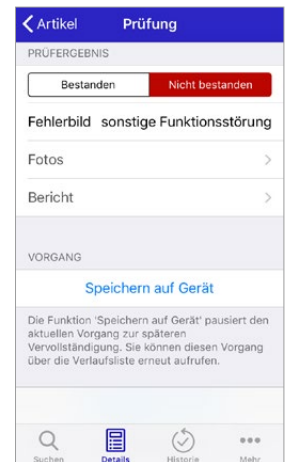 Artikel Prüfung
PRÜFERGEBNIS
Bestanden Nicht bestanden
Fehlerbild sonstige Funktionsstörung
Fotos
Bericht
VORGANG
Speichern auf Gerät
Die Funktion 'Speichern auf Gerät' pausiert den
aktuellen Vorgang zur späteren
Vervollständigung. Sie können diesen Vorgang
über die Verlaufsliste erneut aufrufen.
Suchen Details Historie Mehr